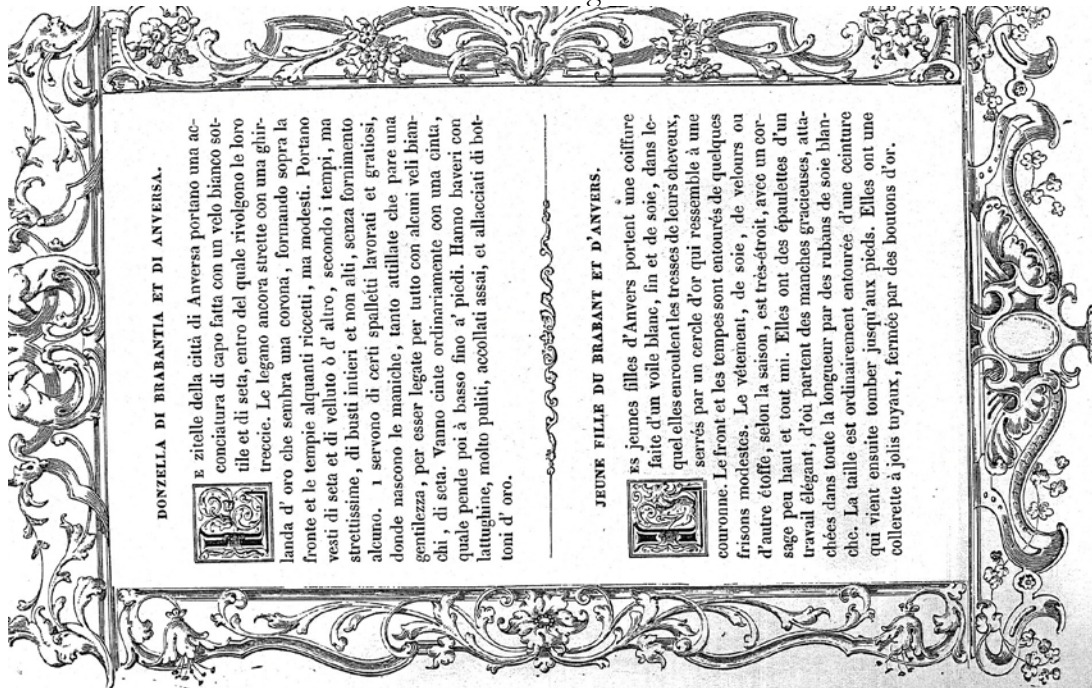 DONZELLA DI BRABANTIA ET DI ANVERSA.
LE zitelle della città di Anversa portano una ac-
conciatura di capo fatta con un velo bianco sot-
tile et di seta, entro del quale rivolgono le loro
treccie. Le legano ancora strette con una ghir-
landa d' oro che sembra una corona, formando sopra la
fronte et le tempie alquanti riccetti, ma modesti. Portano
vesti di seta et di velluto ò d' altro, secondo i tempi, ma
strettissime, di busti intieri et non alti, senza fornimento
alcuno. I servono di certi spalletti lavorati et gratiosi,
donde nascono le maniche, tanto attillate che pare una
gentilezza, per esser legate per tutto con alcuni veli bian-
chi, di seta. Vanno cinte ordinariamente con una cinta,
quale pende poi à basso fino a' piedi. Hanno baveri con
lattughine, molto puliti, accollati assai, et allacciati di bot-
toni d' oro.
JEUNE FILLE DU BRABANT ET D'ANVERS.
LES jeunes filles d'Anvers portent une coiffure
faite d'un voile blanc, fin et de soie, dans le-
quel elles enroulent les tresses de leurs cheveux,
serrés par un cercle d'or qui ressemble à une
couronne. Le front et les tempes sont entourés de quelques
frisons modestes. Le vêtement, de soie, de velours ou
d'autre étoffe, selon la saison, est très-étroit, avec un cor-
sage peu haut et tout uni. Elles ont des épaulettes d'un
travail élégant, d'où partent des manches gracieuses, atta-
chées dans toute la longueur par des rubans de soie blan-
che. La taille est ordinairement entourée d'une ceinture
qui vient ensuite tomber jusqu'aux pieds. Elles ont une
collerette à jolis tuyaux, fermée par des boutons d'or.